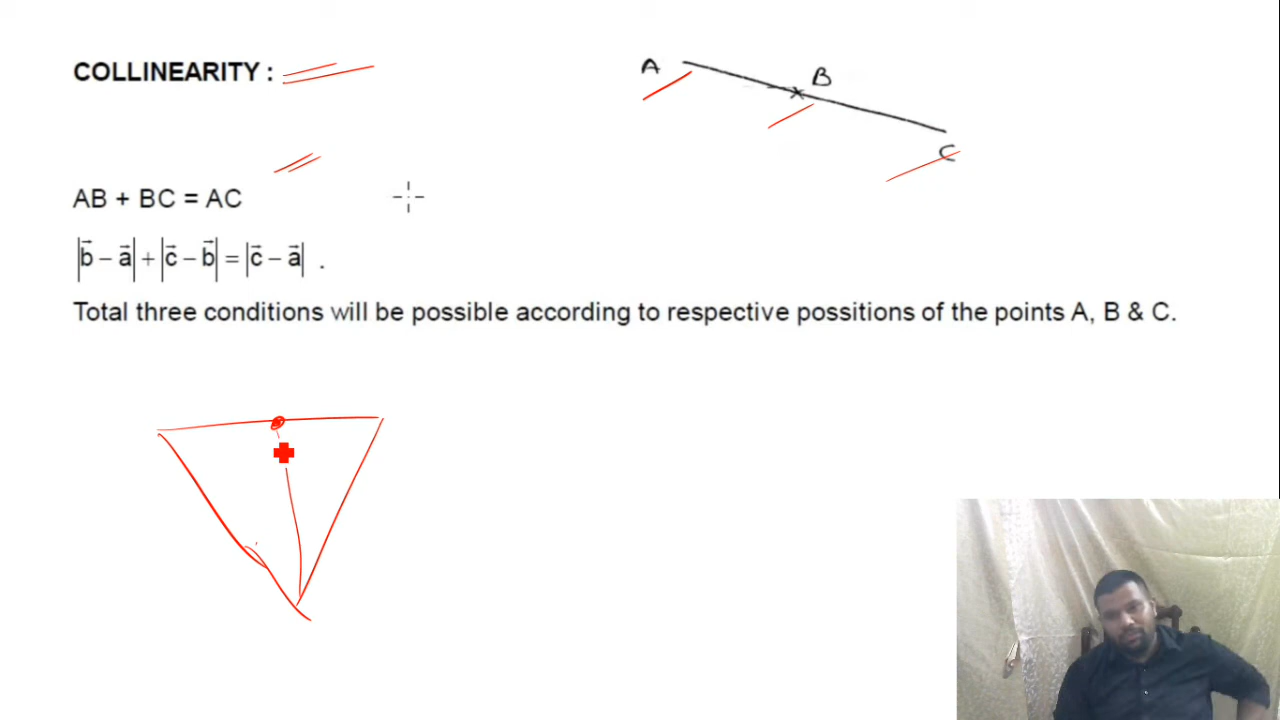 COLLINEARITY :
A
B
C
AB + BC = AC
|b⃗ − a⃗| + |c⃗ − b⃗| = |c⃗ − a⃗| .
Total three conditions will be possible according to respective possitions of the points A, B & C.